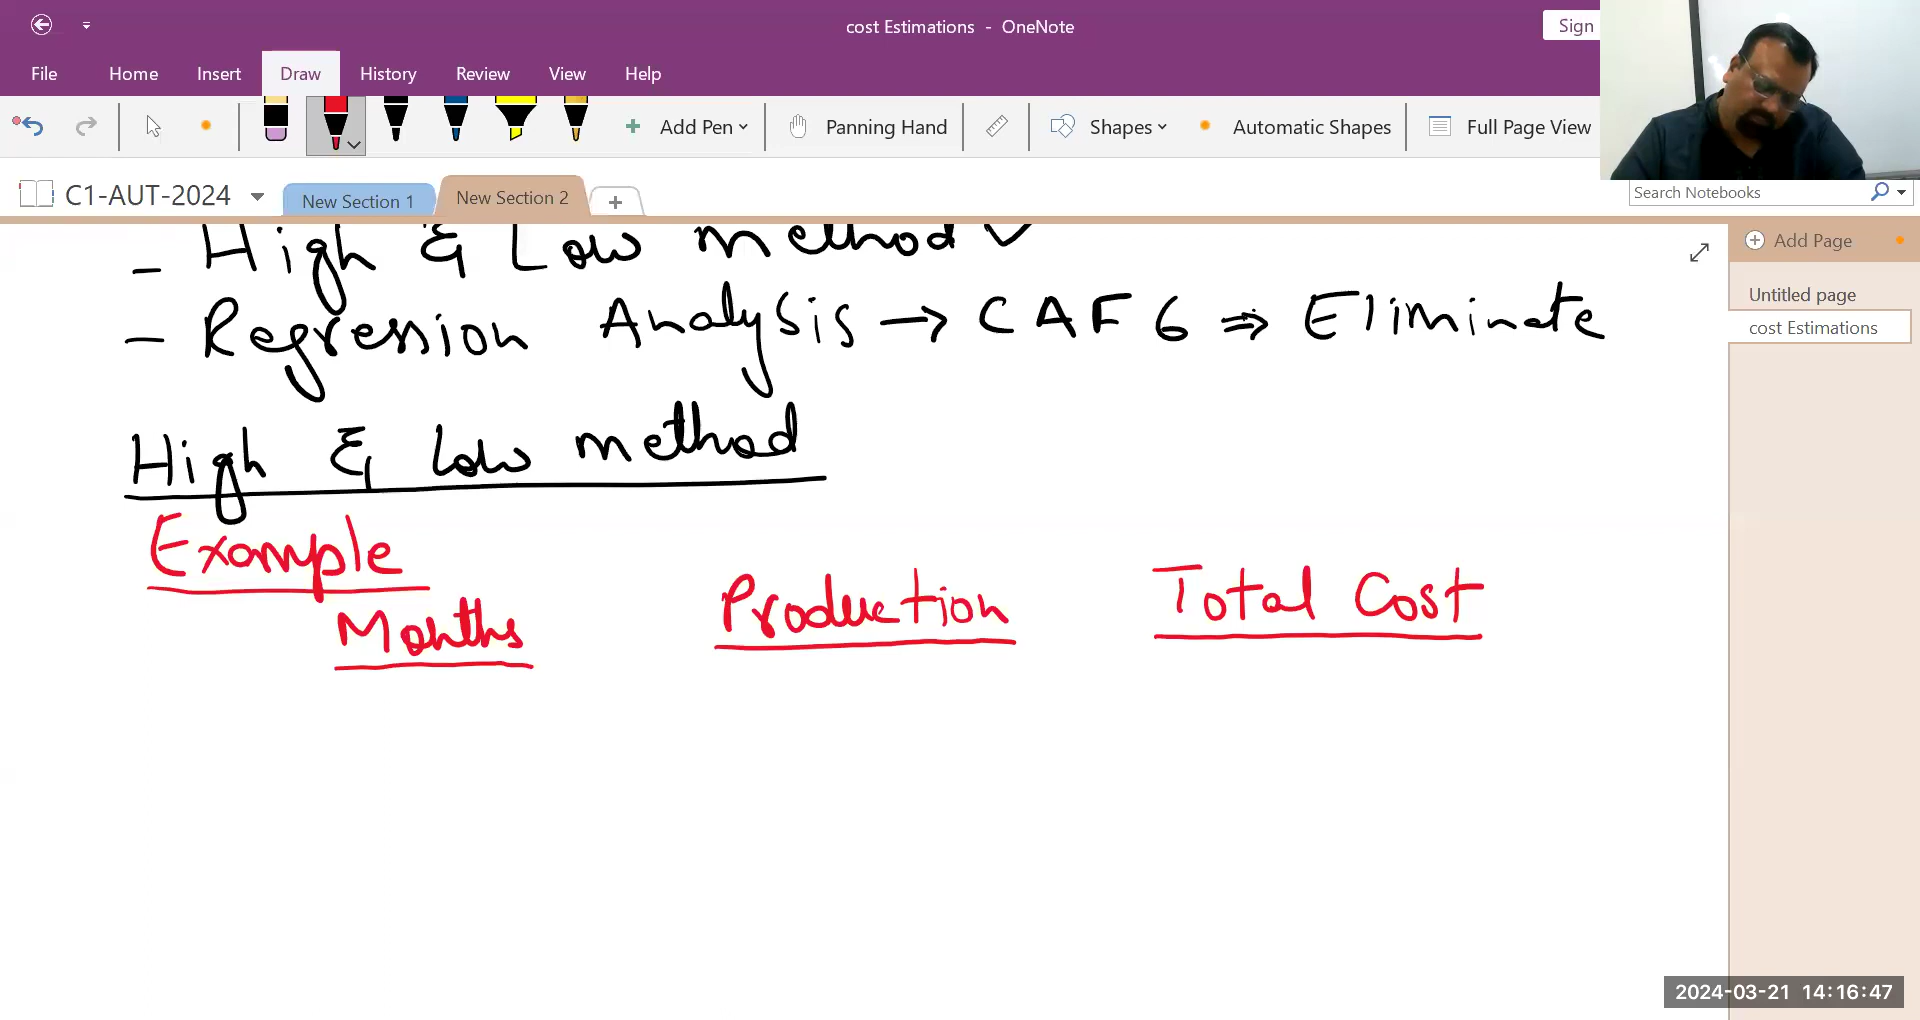 cost Estimations - OneNote
Sign
File Home Insert Draw History Review View Help
Add Pen Panning Hand Shapes Automatic Shapes Full Page View
C1-AUT-2024 New Section 1 New Section 2
Search Notebooks
Add Page
Untitled page
cost Estimations
- High & Low method ✓
- Regression Analysis → CAF 6 ⇒ Eliminate
High & Low method
Example
Months Production Total Cost
2024-03-21 14:16:47